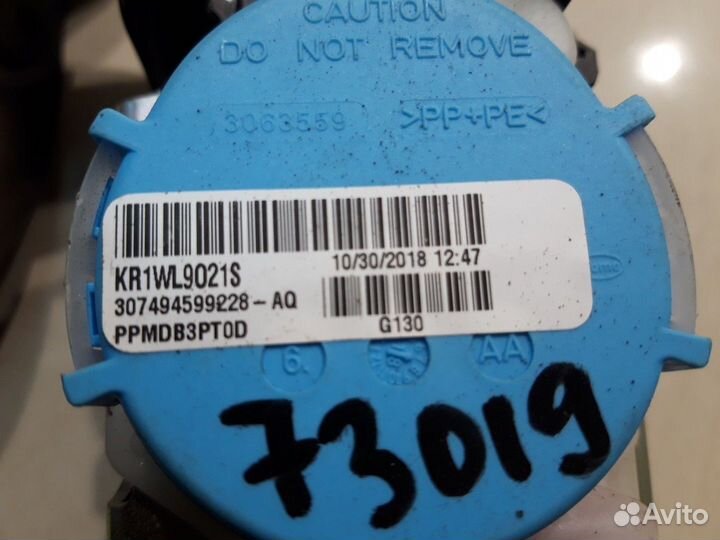 CAUTION
DO NOT REMOVE
3063559 >PP+PE<
KR1WL9021S
10/30/2018 12:47
307494599228-AQ
PPMDB3PT0D
G130
6
AA
73019
Avito